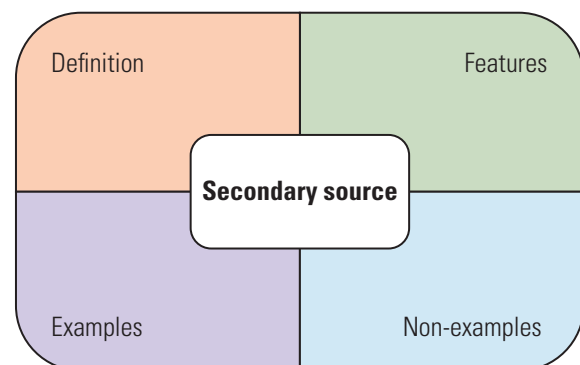 Definition
Features
Secondary source
Examples
Non-examples